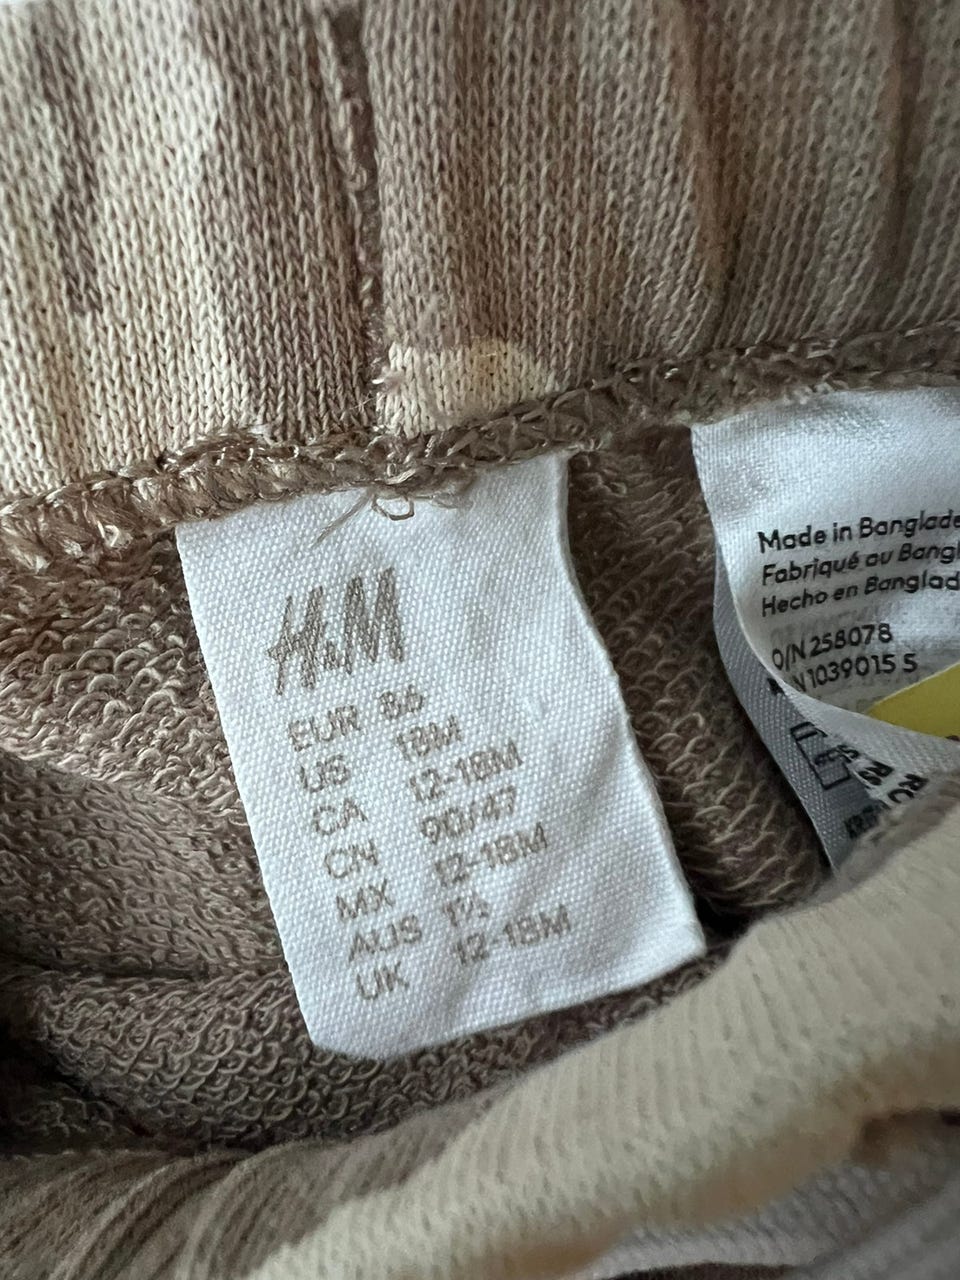 H&M
EUR 86
US 18M
CA 12-18M
CN 90/47
MX 12-18M
AUS 1½
UK 12-18M
Made in Banglade
Fabriqué au Bangl
Hecho en Banglad
O/N 258078
1039015 S